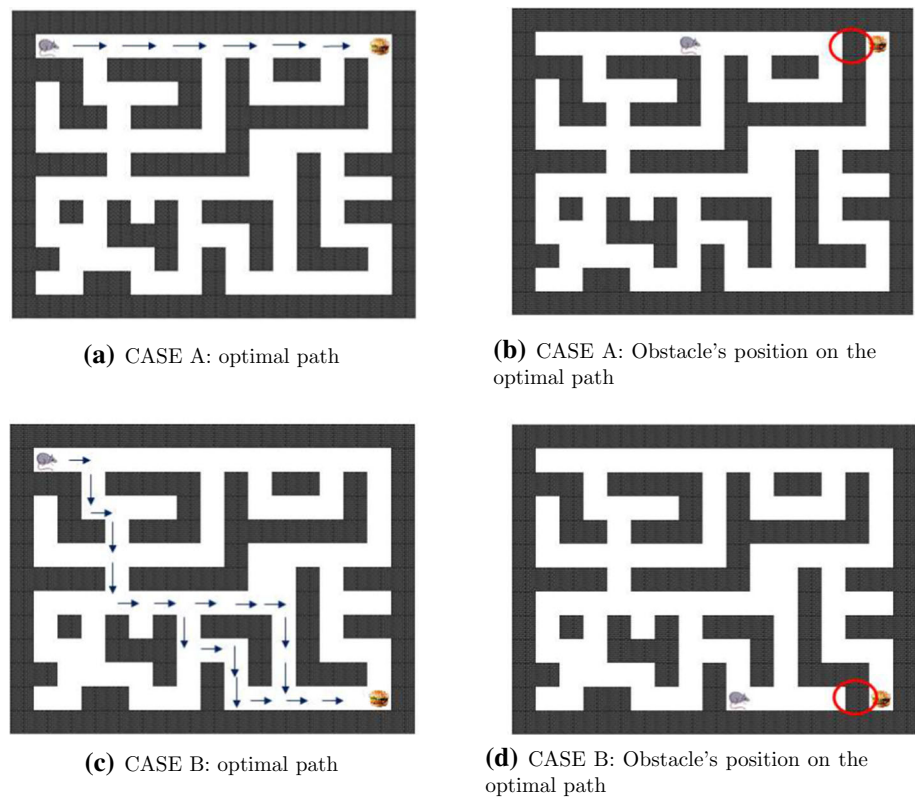 (a) CASE A: optimal path
(b) CASE A: Obstacle's position on the
optimal path
(c) CASE B: optimal path
(d) CASE B: Obstacle's position on the
optimal path